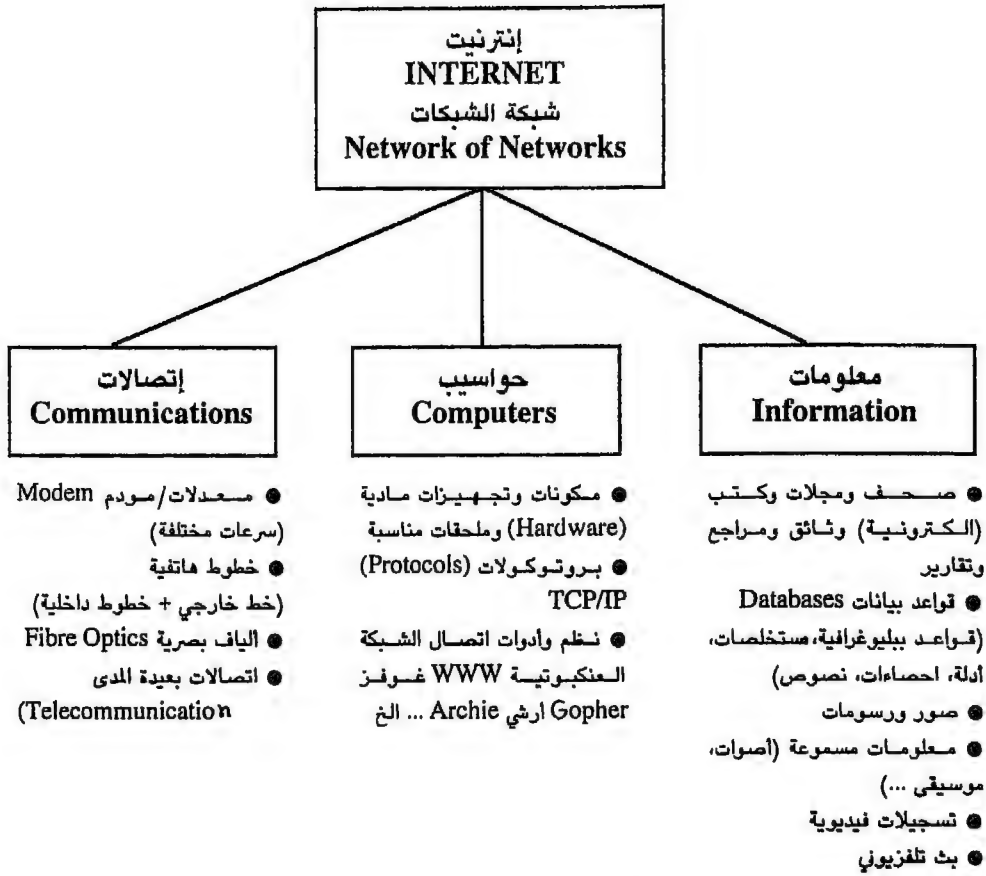 إنترنيت
INTERNET
شبكة الشبكات
Network of Networks
معلومات
Information
● صحف ومجلات وكتب
(الكترونية) وثائق ومراجع
وتقارير
● قواعد بيانات Databases
(قواعد ببليوغرافية، مستخلصات،
أدلة، احصاءات، نصوص)
● صور ورسومات
● معلومات مسموعة (أصوات،
موسيقى ...)
● تسجيلات فيديوية
● بث تلفزيوني
حواسيب
Computers
● مكونات وتجهيزات مادية
(Hardware) وملحقات مناسبة
● بروتوكولات (Protocols)
TCP/IP
● نظم وأدوات اتصال الشبكة
العنكبوتية WWW غوفز
Gopher ارشي Archie ... الخ
إتصالات
Communications
● معدلات/مودم Modem
(سرعات مختلفة)
● خطوط هاتفية
(خط خارجي + خطوط داخلية)
● الياف بصرية Fibre Optics
● اتصالات بعيدة المدى
(Telecommunication